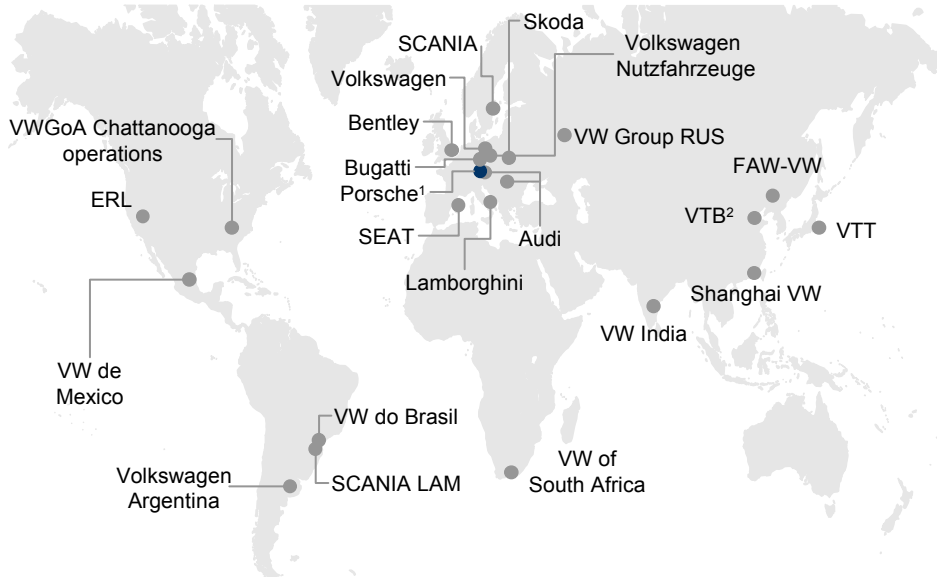 Skoda
SCANIA
Volkswagen
Nutzfahrzeuge
Volkswagen
VWGoA Chattanooga
operations
Bentley
VW Group RUS
Bugatti
FAW-VW
Porsche¹
ERL
VTB²
VTT
SEAT
Audi
Lamborghini
Shanghai VW
VW India
VW de
Mexico
VW do Brasil
VW of
South Africa
Volkswagen
Argentina
SCANIA LAM